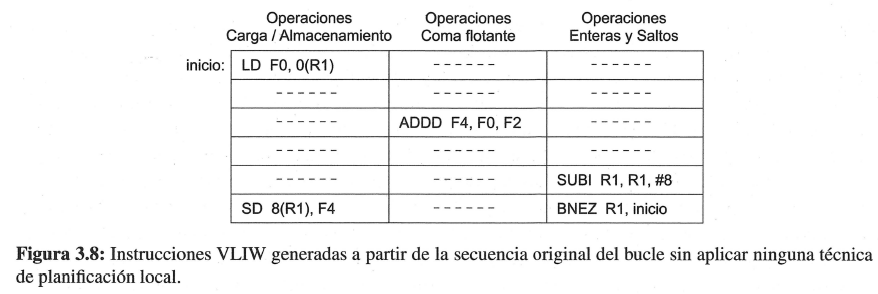 Operaciones Operaciones Operaciones
Carga / Almacenamiento Coma flotante Enteras y Saltos
inicio: LD F0, 0(R1) ------ ------
------ ------ ------
------ ADDD F4, F0, F2 ------
------ ------ ------
------ ------ SUBI R1, R1, #8
SD 8(R1), F4 ------ BNEZ R1, inicio
Figura 3.8: Instrucciones VLIW generadas a partir de la secuencia original del bucle sin aplicar ninguna técnica
de planificación local.